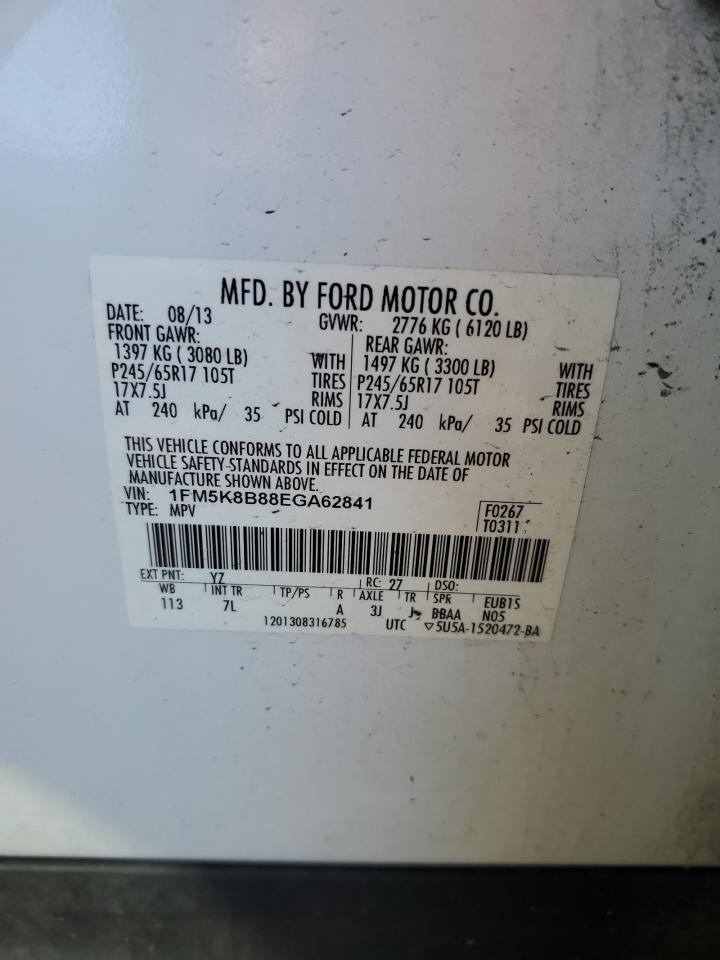 MFD. BY FORD MOTOR CO.
DATE: 08/13 GVWR: 2776 KG ( 6120 LB)
FRONT GAWR: REAR GAWR:
1397 KG ( 3080 LB) WITH 1497 KG ( 3300 LB) WITH
P245/65R17 105T TIRES P245/65R17 105T TIRES
17X7.5J RIMS 17X7.5J RIMS
AT 240 kPa/ 35 PSI COLD AT 240 kPa/ 35 PSI COLD
THIS VEHICLE CONFORMS TO ALL APPLICABLE FEDERAL MOTOR
VEHICLE SAFETY STANDARDS IN EFFECT ON THE DATE OF
MANUFACTURE SHOWN ABOVE.
VIN: 1FM5K8B88EGA62841 F0267
TYPE: MPV T0311
EXT PNT: YZ RC: 27 DSO:
WB INT TR TP/PS R AXLE TR SPR EUB1S
113 7L A 3J J BBAA N05
1201308316785 UTC ▽5U5A-1520472-BA